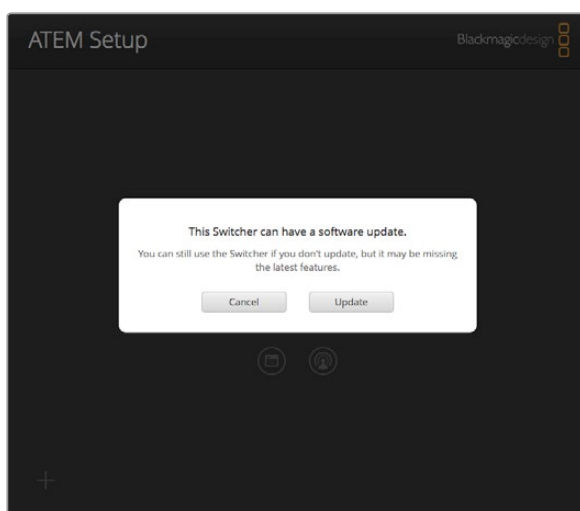 ATEM Setup
Blackmagicdesign
This Switcher can have a software update.
You can still use the Switcher if you don't update, but it may be missing
the latest features.
Cancel
Update